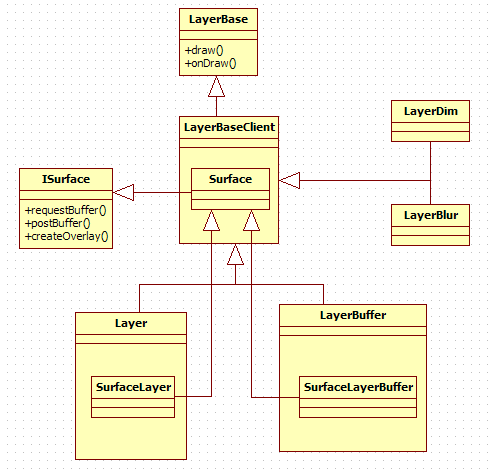 LayerBase
+draw()
+onDraw()
LayerBaseClient
LayerDim
ISurface
Surface
+requestBuffer()
+postBuffer()
+createOverlay()
LayerBlur
Layer
LayerBuffer
SurfaceLayer
SurfaceLayerBuffer